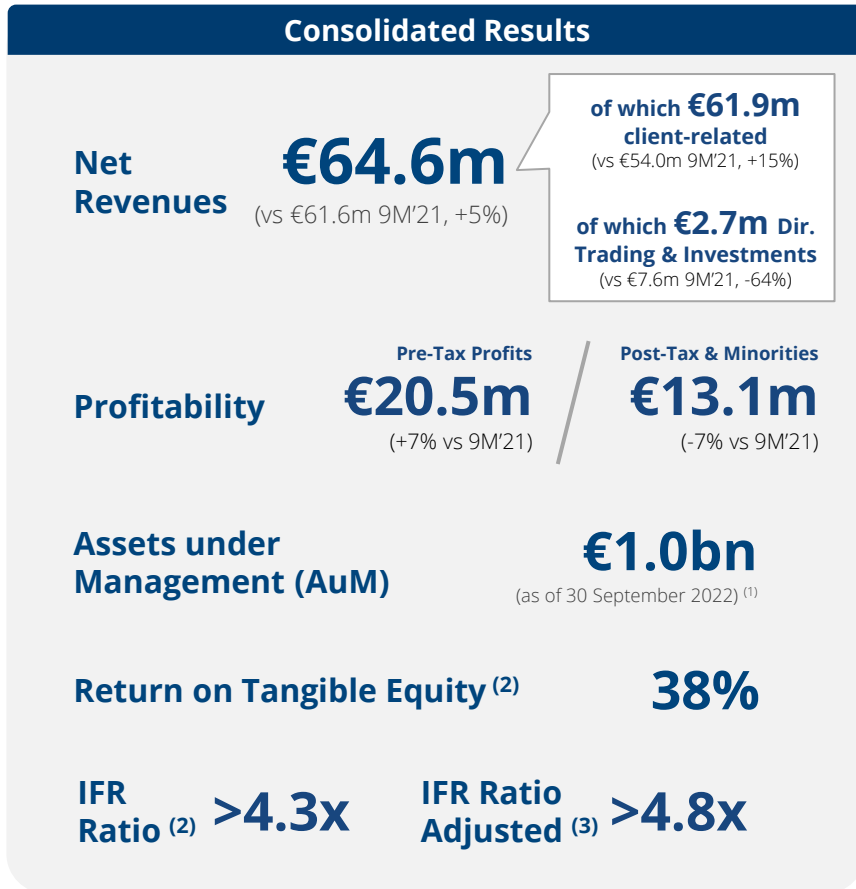 Consolidated Results
Net
Revenues
€64.6m
(vs €61.6m 9M’21, +5%)
of which €61.9m
client-related
(vs €54.0m 9M’21, +15%)
of which €2.7m Dir.
Trading & Investments
(vs €7.6m 9M’21, -64%)
Profitability
Pre-Tax Profits
€20.5m
(+7% vs 9M’21)
Post-Tax & Minorities
€13.1m
(-7% vs 9M’21)
Assets under
Management (AuM)
€1.0bn
(as of 30 September 2022) (1)
Return on Tangible Equity (2)
38%
IFR
Ratio (2)
>4.3x
IFR Ratio
Adjusted (3)
>4.8x